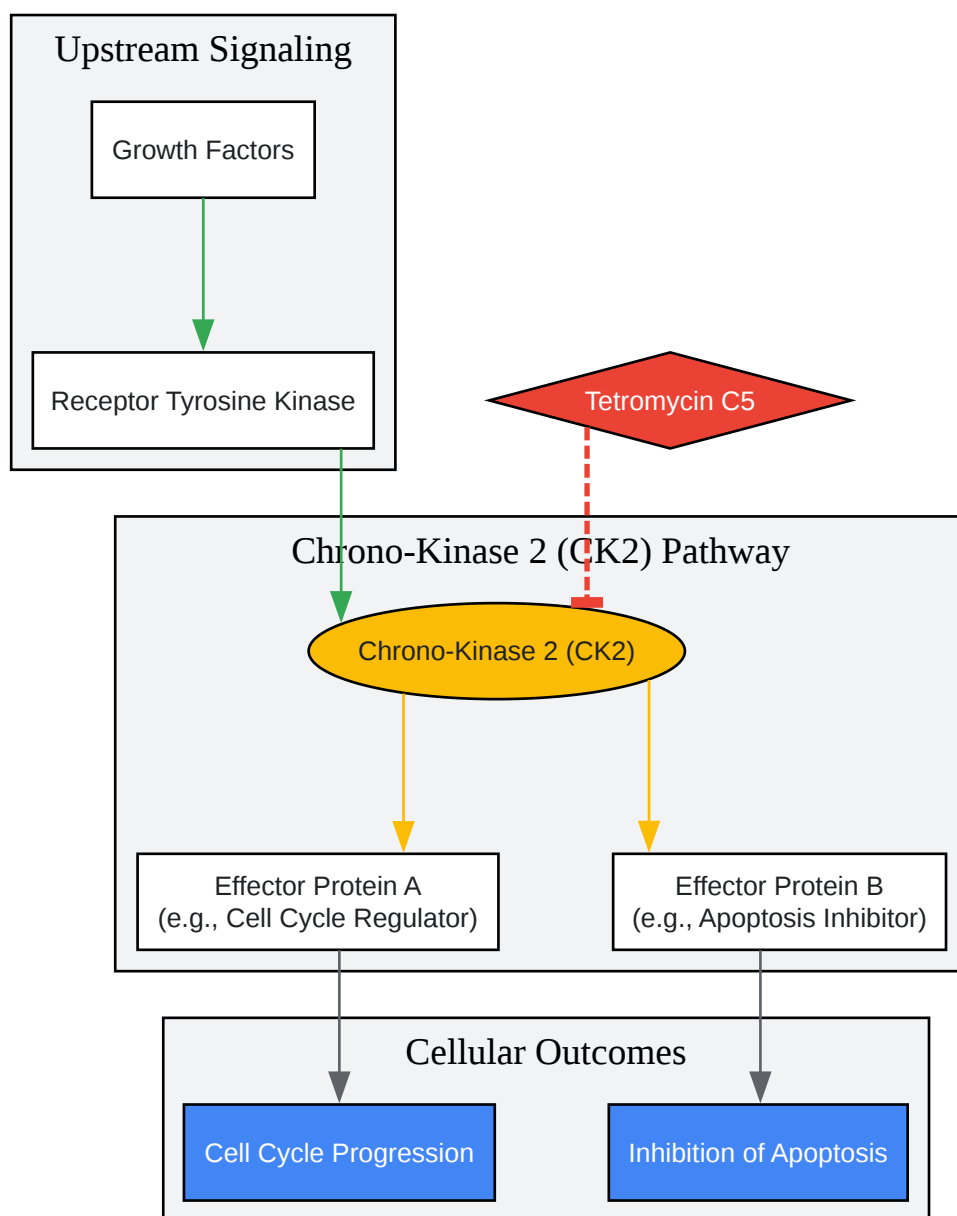 Upstream Signaling
Growth Factors
Receptor Tyrosine Kinase
Tetromycin C5
Chrono-Kinase 2 (CK2) Pathway
Chrono-Kinase 2 (CK2)
Effector Protein A
(e.g., Cell Cycle Regulator)
Effector Protein B
(e.g., Apoptosis Inhibitor)
Cellular Outcomes
Cell Cycle Progression
Inhibition of Apoptosis